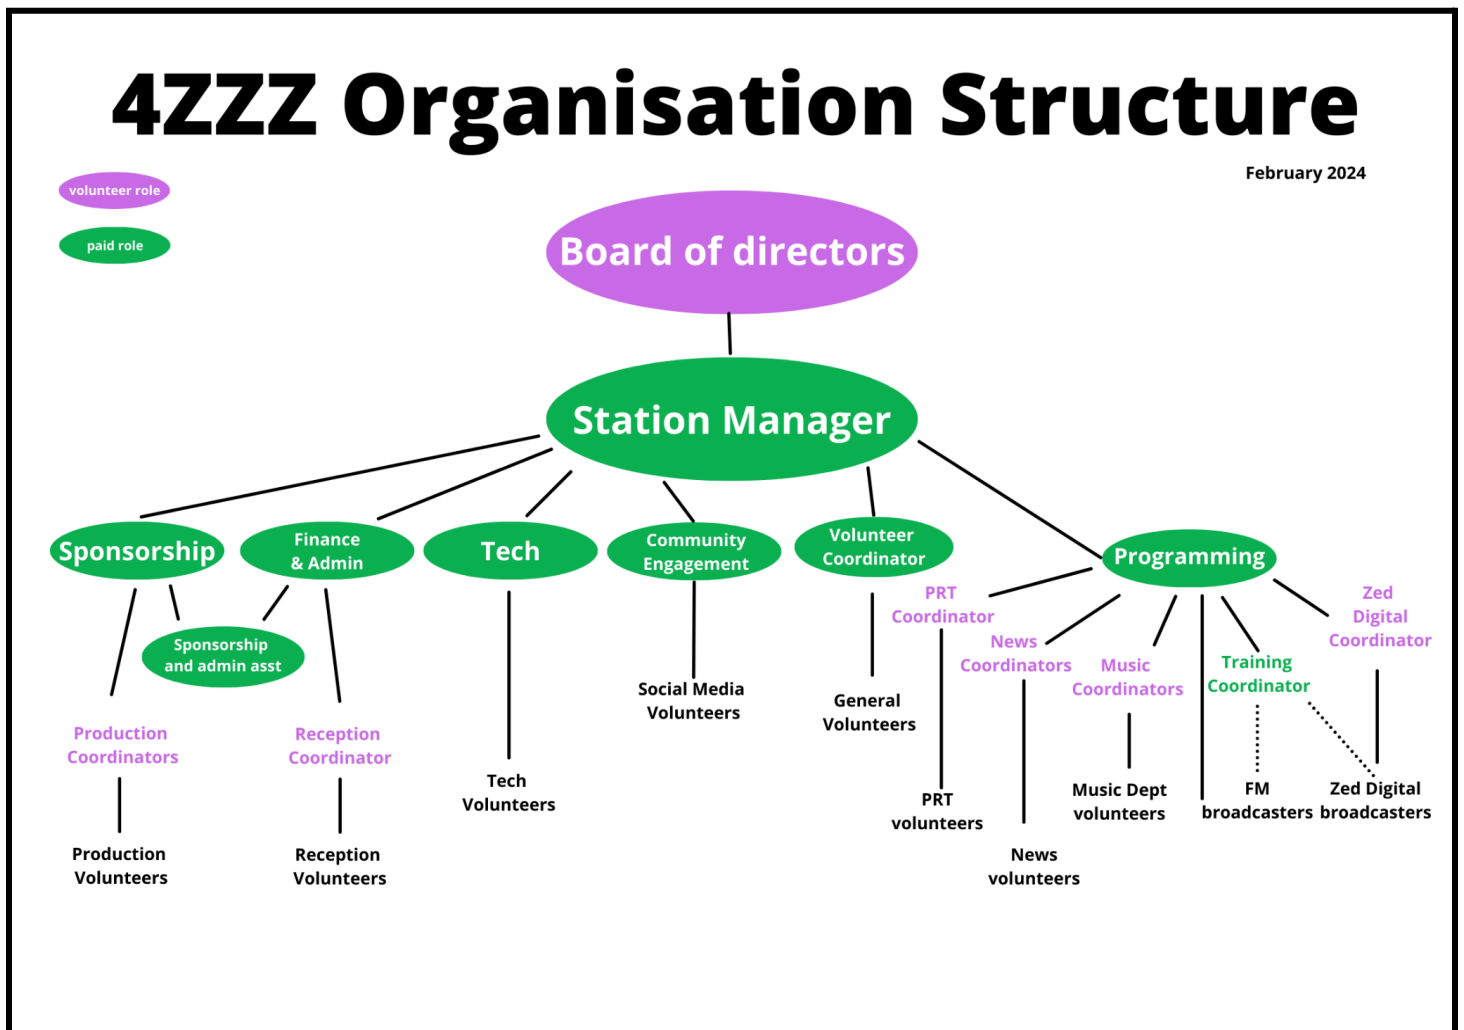 4ZZZ Organisation Structure
February 2024
volunteer role
paid role
Board of directors
Station Manager
Sponsorship
Finance
& Admin
Tech
Community
Engagement
Volunteer
Coordinator
Programming
Sponsorship
and admin asst
PRT
Coordinator
News
Coordinators
Music
Coordinators
Training
Coordinator
Zed
Digital
Coordinator
Production
Coordinators
Reception
Coordinator
Social Media
Volunteers
General
Volunteers
Tech
Volunteers
PRT
volunteers
Music Dept
volunteers
FM
broadcasters
Zed Digital
broadcasters
Production
Volunteers
Reception
Volunteers
News
volunteers